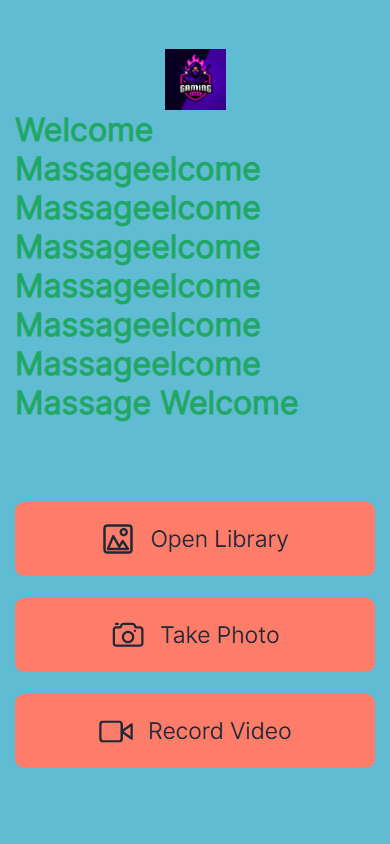 GAMING
Welcome
Massageelcome
Massageelcome
Massageelcome
Massageelcome
Massageelcome
Massageelcome
Massage Welcome
Open Library
Take Photo
Record Video